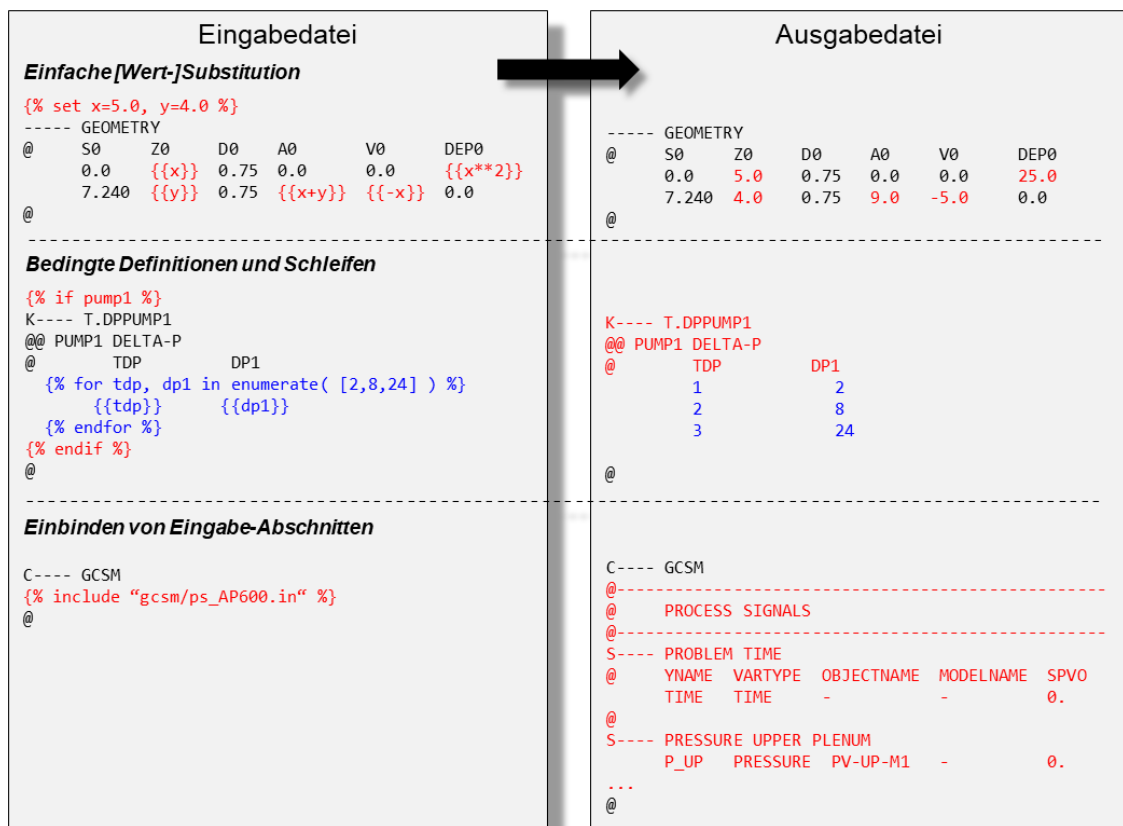 Eingabedatei
Einfache [Wert-]Substitution
{% set x=5.0, y=4.0 %}
----- GEOMETRY
@ S0 Z0 D0 A0 V0 DEP0
0.0 {{x}} 0.75 0.0 0.0 {{x**2}}
7.240 {{y}} 0.75 {{x+y}} {{-x}} 0.0
@
Bedingte Definitionen und Schleifen
{% if pump1 %}
K---- T.DPPUMP1
@@ PUMP1 DELTA-P
@ TDP DP1
{% for tdp, dp1 in enumerate( [2,8,24] ) %}
{{tdp}} {{dp1}}
{% endfor %}
{% endif %}
@
Einbinden von Eingabe-Abschnitten
C---- GCSM
{% include “gcsm/ps_AP600.in“ %}
@
Ausgabedatei
----- GEOMETRY
@ S0 Z0 D0 A0 V0 DEP0
0.0 5.0 0.75 0.0 0.0 25.0
7.240 4.0 0.75 9.0 -5.0 0.0
@
K---- T.DPPUMP1
@@ PUMP1 DELTA-P
@ TDP DP1
1 2
2 8
3 24
@
C---- GCSM
@--------------------------------------------------
@ PROCESS SIGNALS
@--------------------------------------------------
S---- PROBLEM TIME
@ YNAME VARTYPE OBJECTNAME MODELNAME SPVO
TIME TIME - - 0.
@
S---- PRESSURE UPPER PLENUM
P_UP PRESSURE PV-UP-M1 - 0.
...
@